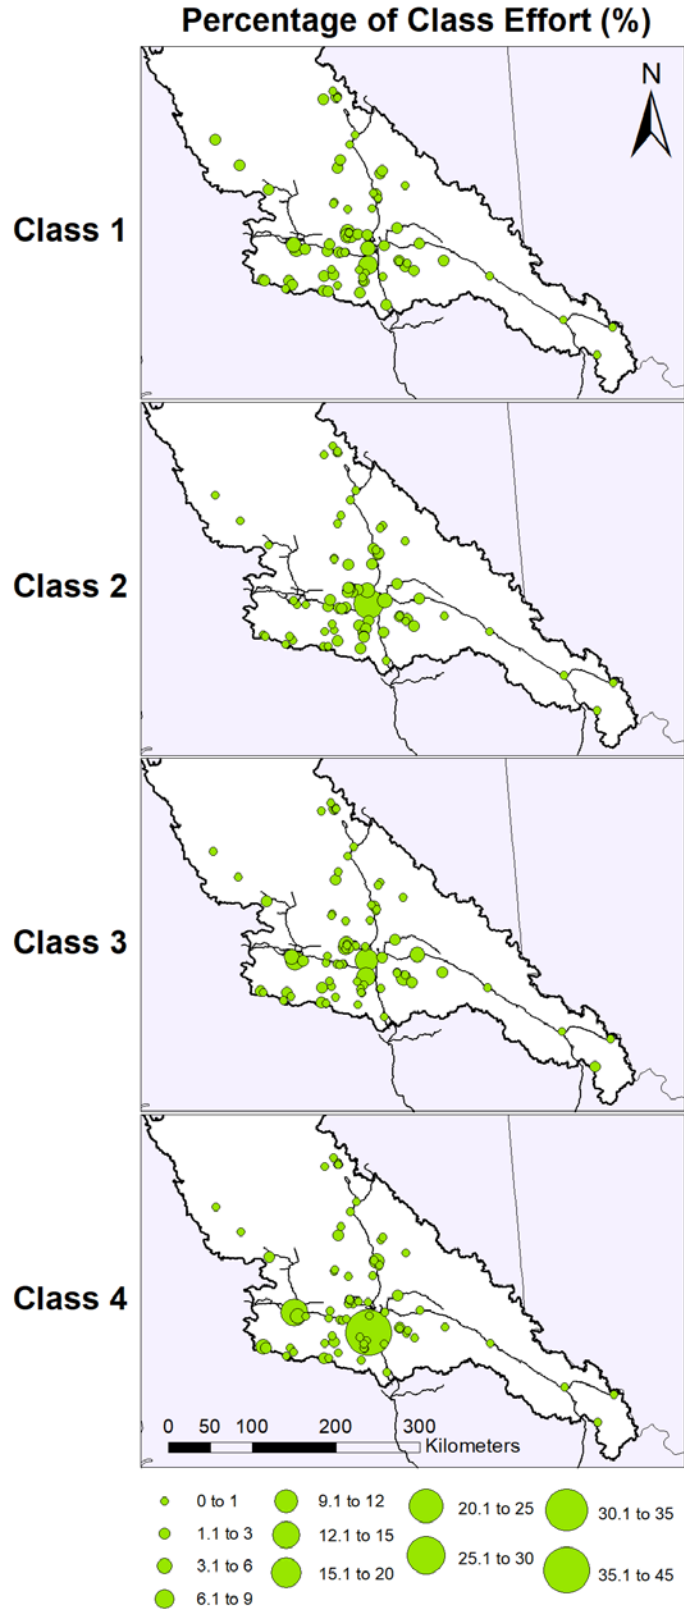 Percentage of Class Effort (%)
N
Class 1
Class 2
Class 3
Class 4
0 50 100 200 300
Kilometers
0 to 1
1.1 to 3
3.1 to 6
6.1 to 9
9.1 to 12
12.1 to 15
15.1 to 20
20.1 to 25
25.1 to 30
30.1 to 35
35.1 to 45